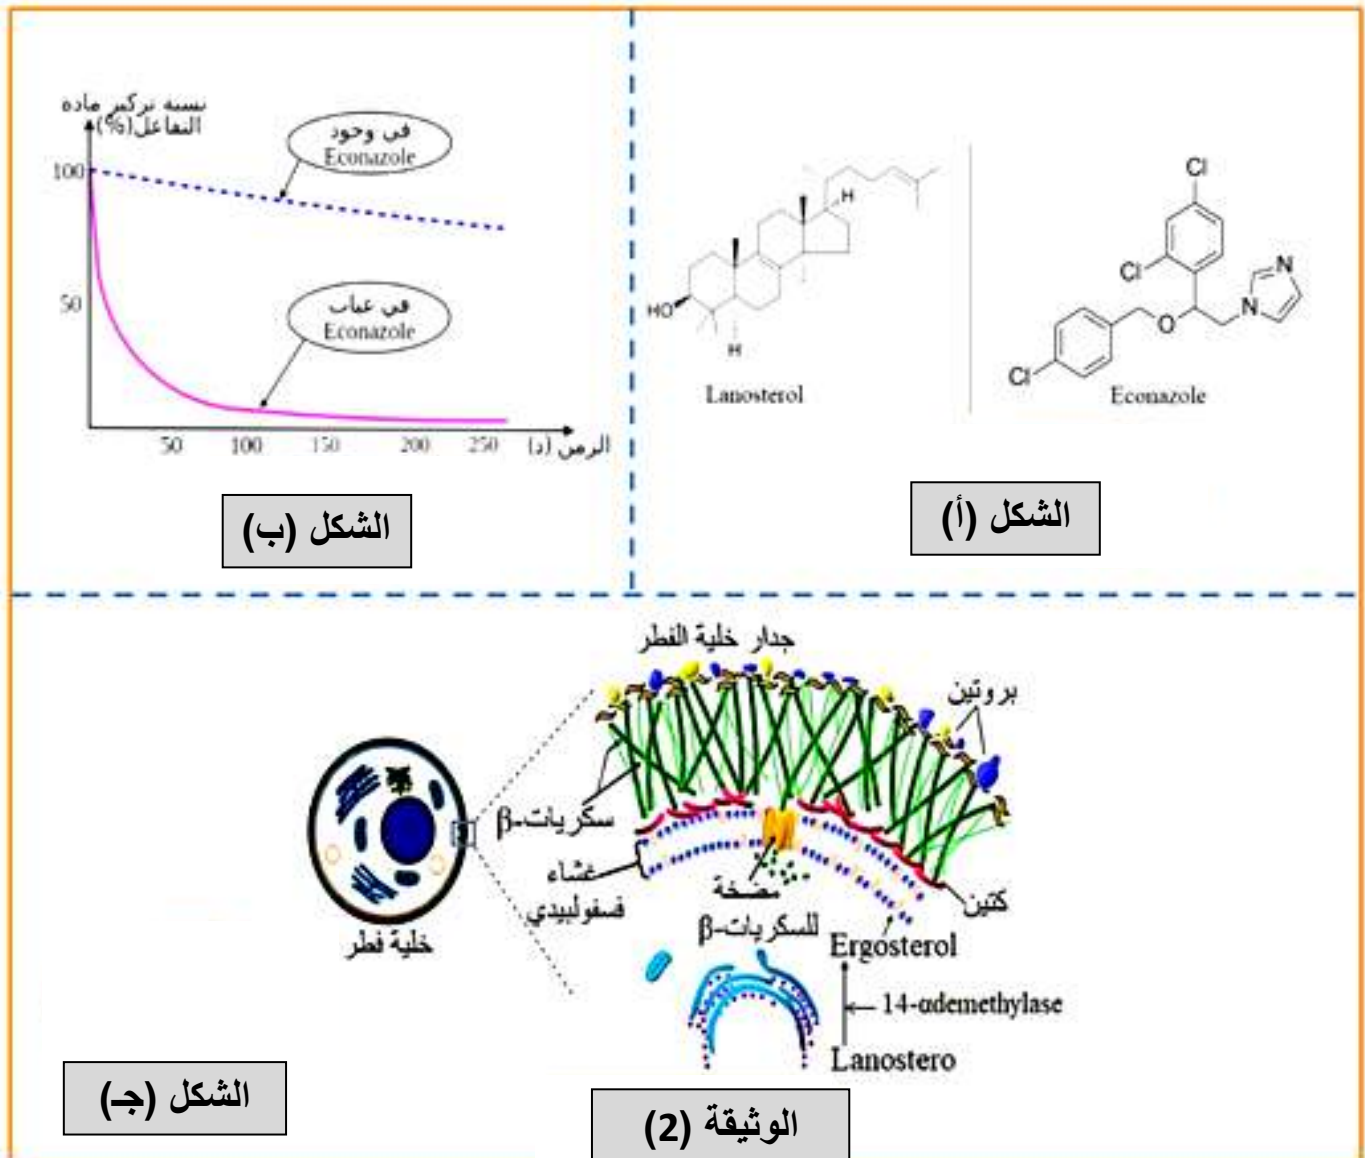 نسبة تركيز مادة
التفاعل(%)
في وجود
Econazole
100
50
في غياب
Econazole
50
100
150
200
250
الزمن (د)
الشكل (ب)
HO
H
H
Lanosterol
Cl
Cl
Cl
O
N
N
Econazole
الشكل (أ)
جدار خلية الفطر
بروتين
سكريات-β
غشاء
فسفولبيدي
مضخة
للسكريات-β
كتين
خلية فطر
Ergosterol
14-αdemethylase
Lanostero
الشكل (جـ)
الوثيقة (2)